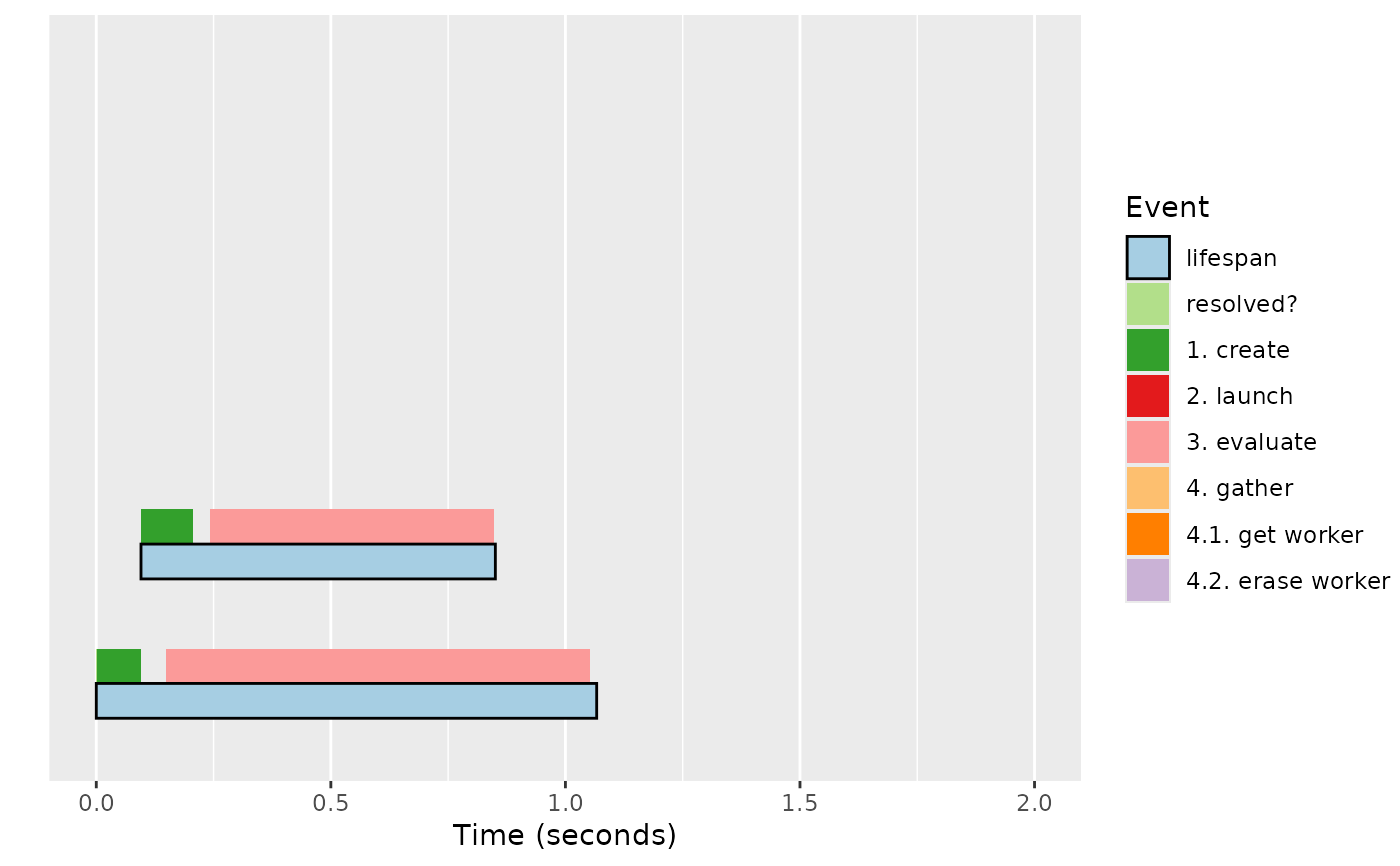 Event
lifespan
resolved?
1. create
2. launch
3. evaluate
4. gather
4.1. get worker
4.2. erase worker
0.0 0.5 1.0 1.5 2.0
Time (seconds)